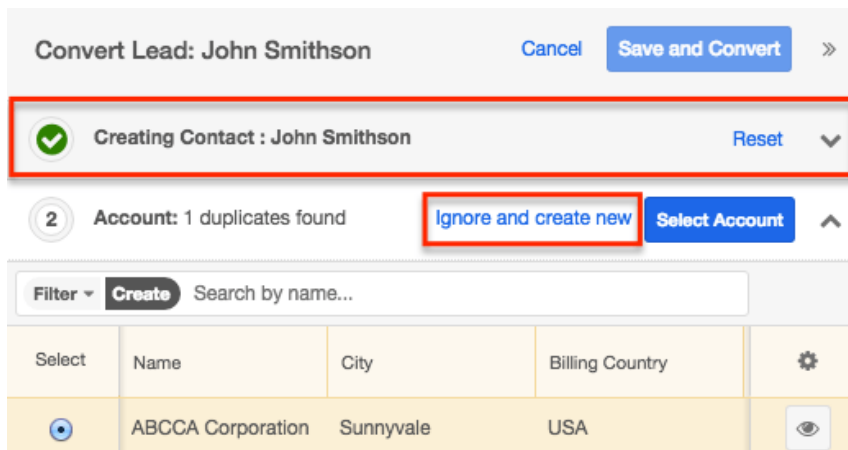 Convert Lead: John Smithson Cancel Save and Convert »
Creating Contact : John Smithson Reset
2 Account: 1 duplicates found Ignore and create new Select Account
Filter Create Search by name...
Select Name City Billing Country
ABCCA Corporation Sunnyvale USA